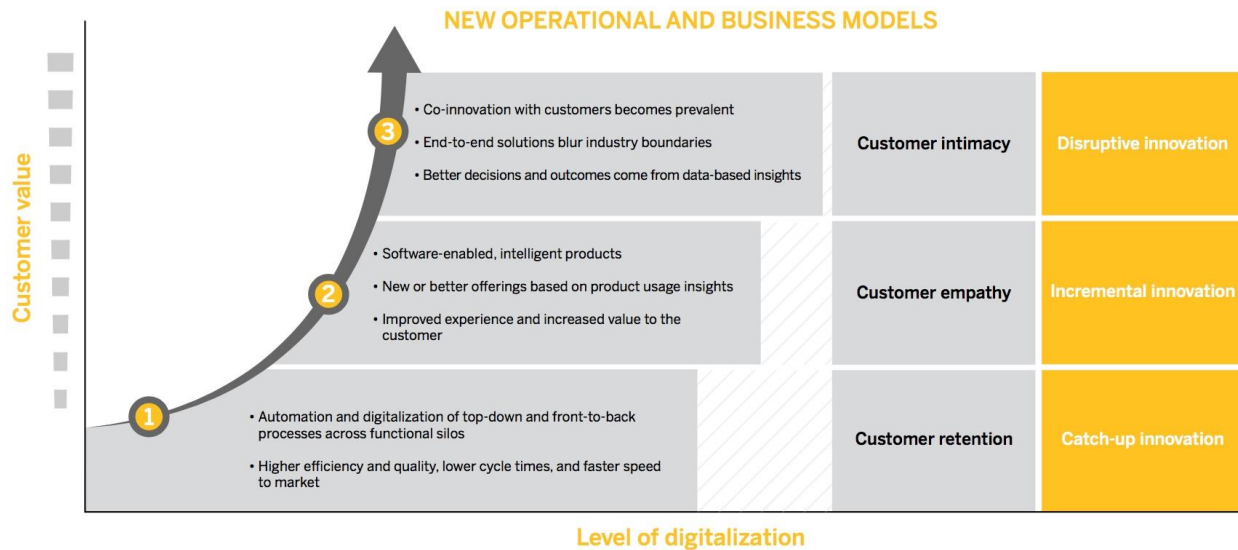 NEW OPERATIONAL AND BUSINESS MODELS
Customer value
3
• Co-innovation with customers becomes prevalent
• End-to-end solutions blur industry boundaries
• Better decisions and outcomes come from data-based insights
Customer intimacy
Disruptive innovation
2
• Software-enabled, intelligent products
• New or better offerings based on product usage insights
• Improved experience and increased value to the
customer
Customer empathy
Incremental innovation
1
• Automation and digitalization of top-down and front-to-back
processes across functional silos
• Higher efficiency and quality, lower cycle times, and faster speed
to market
Customer retention
Catch-up innovation
Level of digitalization